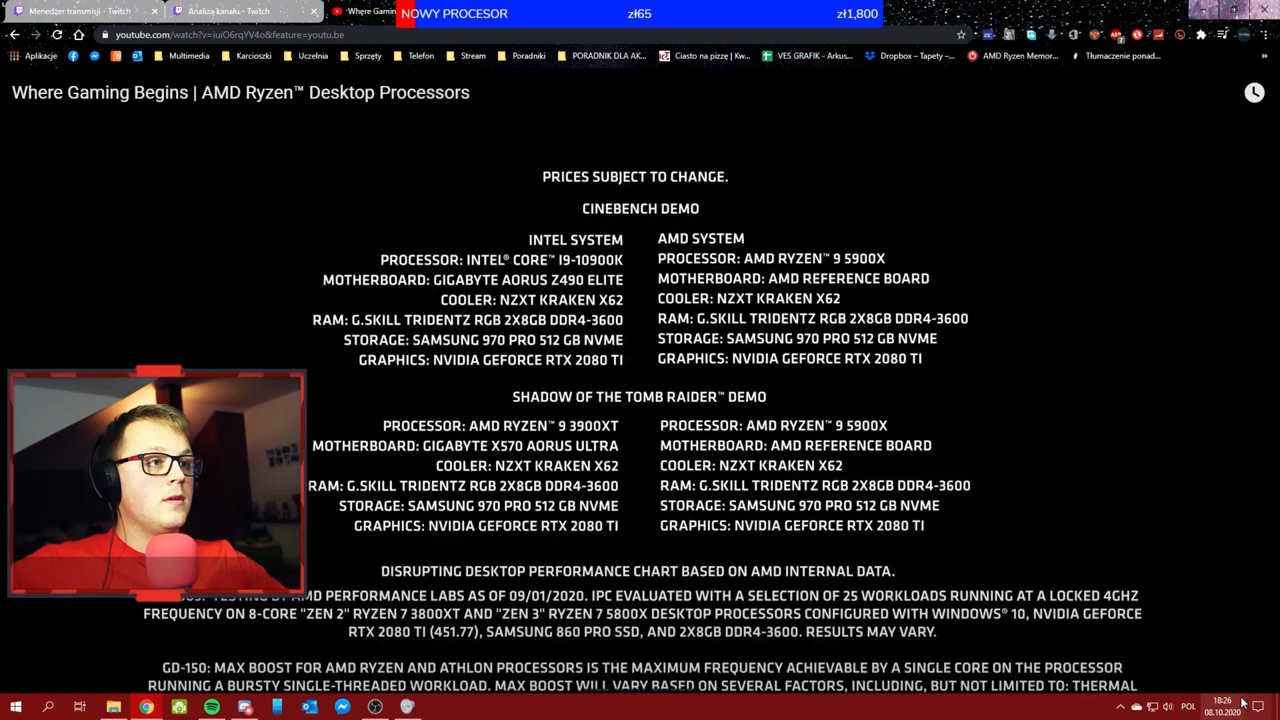 Menedżer transmisji - Twitch
Analiza kanału - Twitch
Where Gamin
NOWY PROCESOR
zł65
zł1,800
youtube.com/watch?v=iuiO6rqYV4o&feature=youtu.be
Aplikacje
Multimedia
Karcioszki
Uczelnia
Sprzęty
Telefon
Stream
Poradniki
PORADNIK DLA AK...
Ciasto na pizzę | Kw...
VES GRAFIK - Arkus...
Dropbox – Tapety –...
AMD Ryzen Memor...
Tłumaczenie ponad...
Where Gaming Begins | AMD Ryzen™ Desktop Processors
PRICES SUBJECT TO CHANGE.
CINEBENCH DEMO
INTEL SYSTEM
PROCESSOR: INTEL® CORE™ I9-10900K
MOTHERBOARD: GIGABYTE AORUS Z490 ELITE
COOLER: NZXT KRAKEN X62
RAM: G.SKILL TRIDENTZ RGB 2X8GB DDR4-3600
STORAGE: SAMSUNG 970 PRO 512 GB NVME
GRAPHICS: NVIDIA GEFORCE RTX 2080 TI
AMD SYSTEM
PROCESSOR: AMD RYZEN™ 9 5900X
MOTHERBOARD: AMD REFERENCE BOARD
COOLER: NZXT KRAKEN X62
RAM: G.SKILL TRIDENTZ RGB 2X8GB DDR4-3600
STORAGE: SAMSUNG 970 PRO 512 GB NVME
GRAPHICS: NVIDIA GEFORCE RTX 2080 TI
SHADOW OF THE TOMB RAIDER™ DEMO
PROCESSOR: AMD RYZEN™ 9 3900XT
MOTHERBOARD: GIGABYTE X570 AORUS ULTRA
COOLER: NZXT KRAKEN X62
RAM: G.SKILL TRIDENTZ RGB 2X8GB DDR4-3600
STORAGE: SAMSUNG 970 PRO 512 GB NVME
GRAPHICS: NVIDIA GEFORCE RTX 2080 TI
PROCESSOR: AMD RYZEN™ 9 5900X
MOTHERBOARD: AMD REFERENCE BOARD
COOLER: NZXT KRAKEN X62
RAM: G.SKILL TRIDENTZ RGB 2X8GB DDR4-3600
STORAGE: SAMSUNG 970 PRO 512 GB NVME
GRAPHICS: NVIDIA GEFORCE RTX 2080 TI
DISRUPTING DESKTOP PERFORMANCE CHART BASED ON AMD INTERNAL DATA.
TESTING BY AMD PERFORMANCE LABS AS OF 09/01/2020. IPC EVALUATED WITH A SELECTION OF 25 WORKLOADS RUNNING AT A LOCKED 4GHZ
FREQUENCY ON 8-CORE "ZEN 2" RYZEN 7 3800XT AND "ZEN 3" RYZEN 7 5800X DESKTOP PROCESSORS CONFIGURED WITH WINDOWS® 10, NVIDIA GEFORCE
RTX 2080 TI (451.77), SAMSUNG 860 PRO SSD, AND 2X8GB DDR4-3600. RESULTS MAY VARY.
GD-150: MAX BOOST FOR AMD RYZEN AND ATHLON PROCESSORS IS THE MAXIMUM FREQUENCY ACHIEVABLE BY A SINGLE CORE ON THE PROCESSOR
RUNNING A BURSTY SINGLE-THREADED WORKLOAD. MAX BOOST WILL VARY BASED ON SEVERAL FACTORS, INCLUDING, BUT NOT LIMITED TO: THERMAL
POL
18:26
08.10.2020